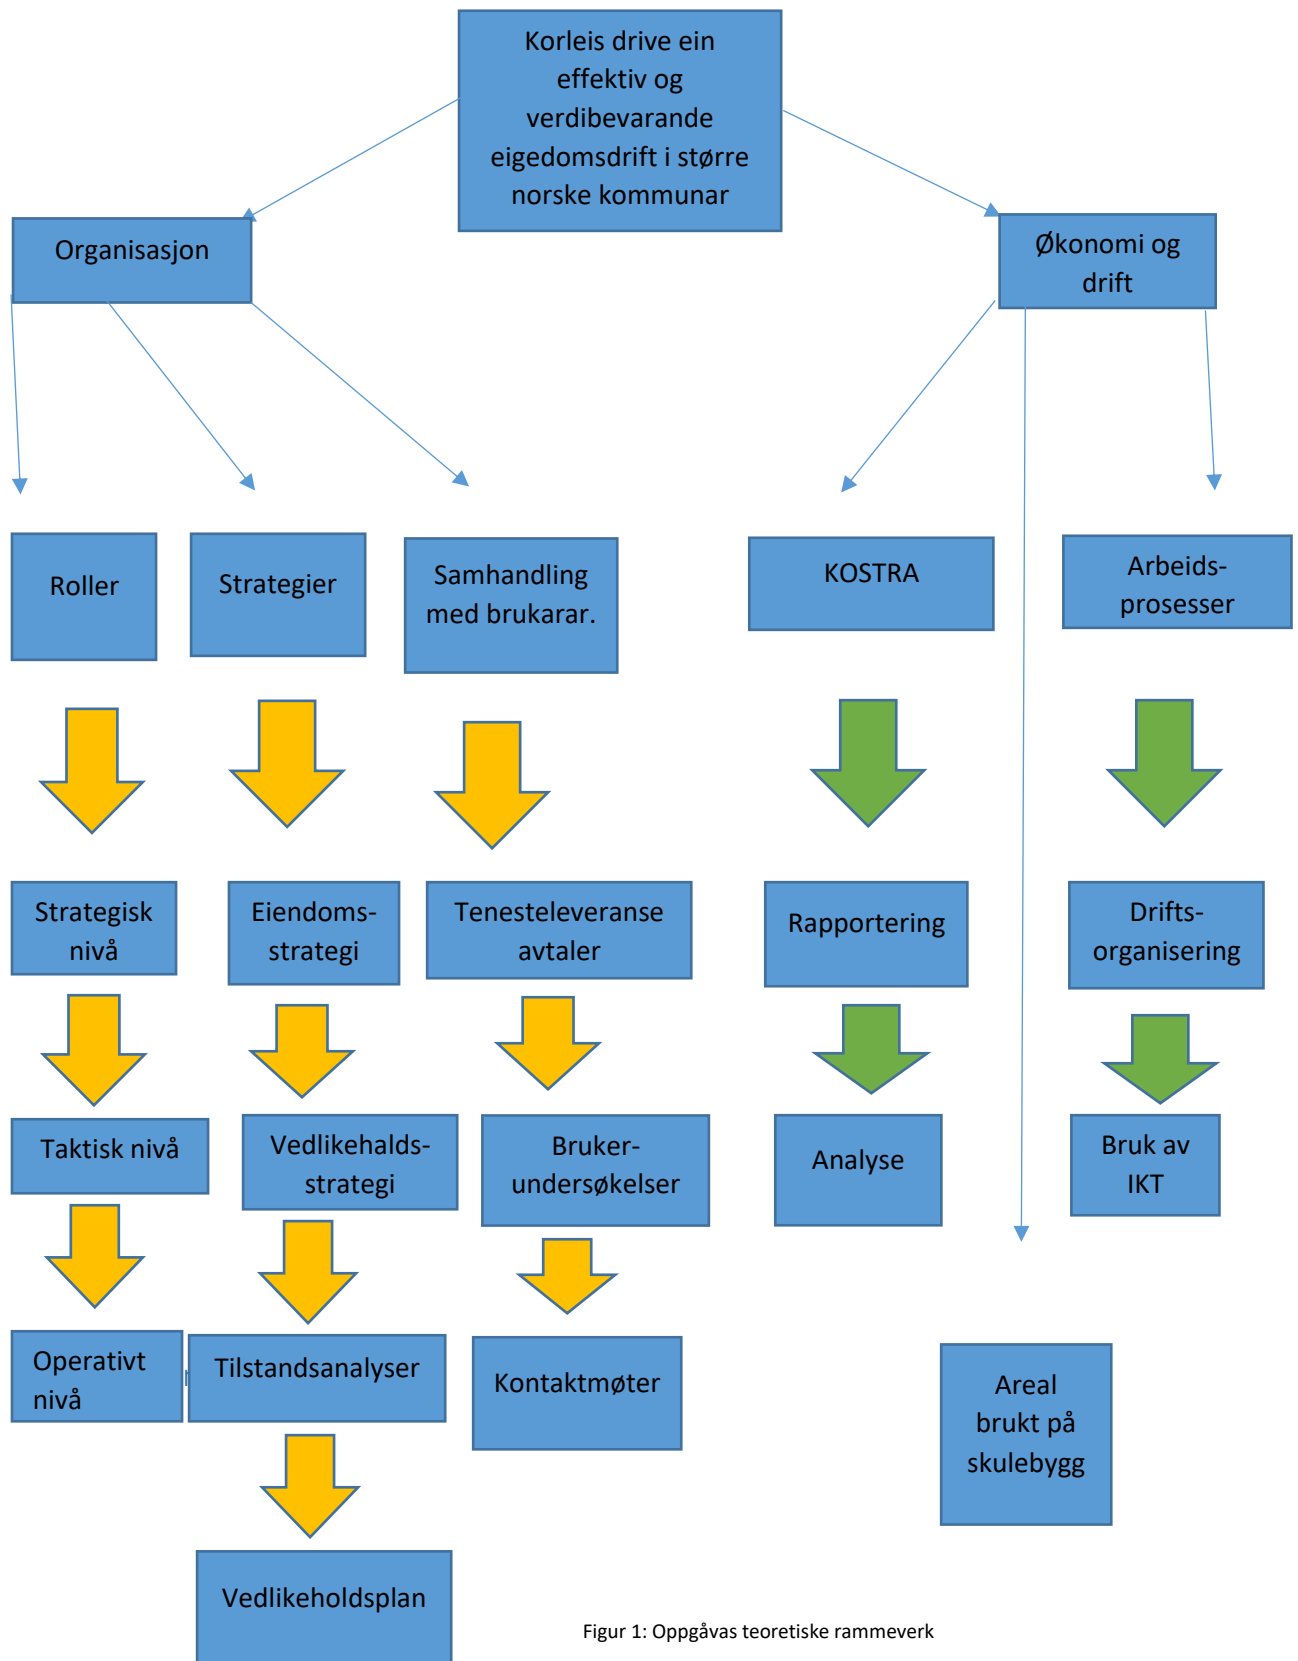 Korleis drive ein
effektiv og
verdibevarande
eigedomsdrift i større
norske kommunar
Organisasjon
Økonomi og
drift
Roller
Strategier
Samhandling
med brukarar.
KOSTRA
Arbeids-
prosesser
Strategisk
nivå
Eiendoms-
strategi
Tenesteleveranse
avtaler
Rapportering
Drifts-
organisering
Taktisk nivå
Vedlikehalds-
strategi
Bruker-
undersøkelser
Analyse
Bruk av
IKT
Operativt
nivå
Tilstandsanalyser
Kontaktmøter
Areal
brukt på
skulebygg
Vedlikeholdsplan
Figur 1: Oppgåvas teoretiske rammeverk